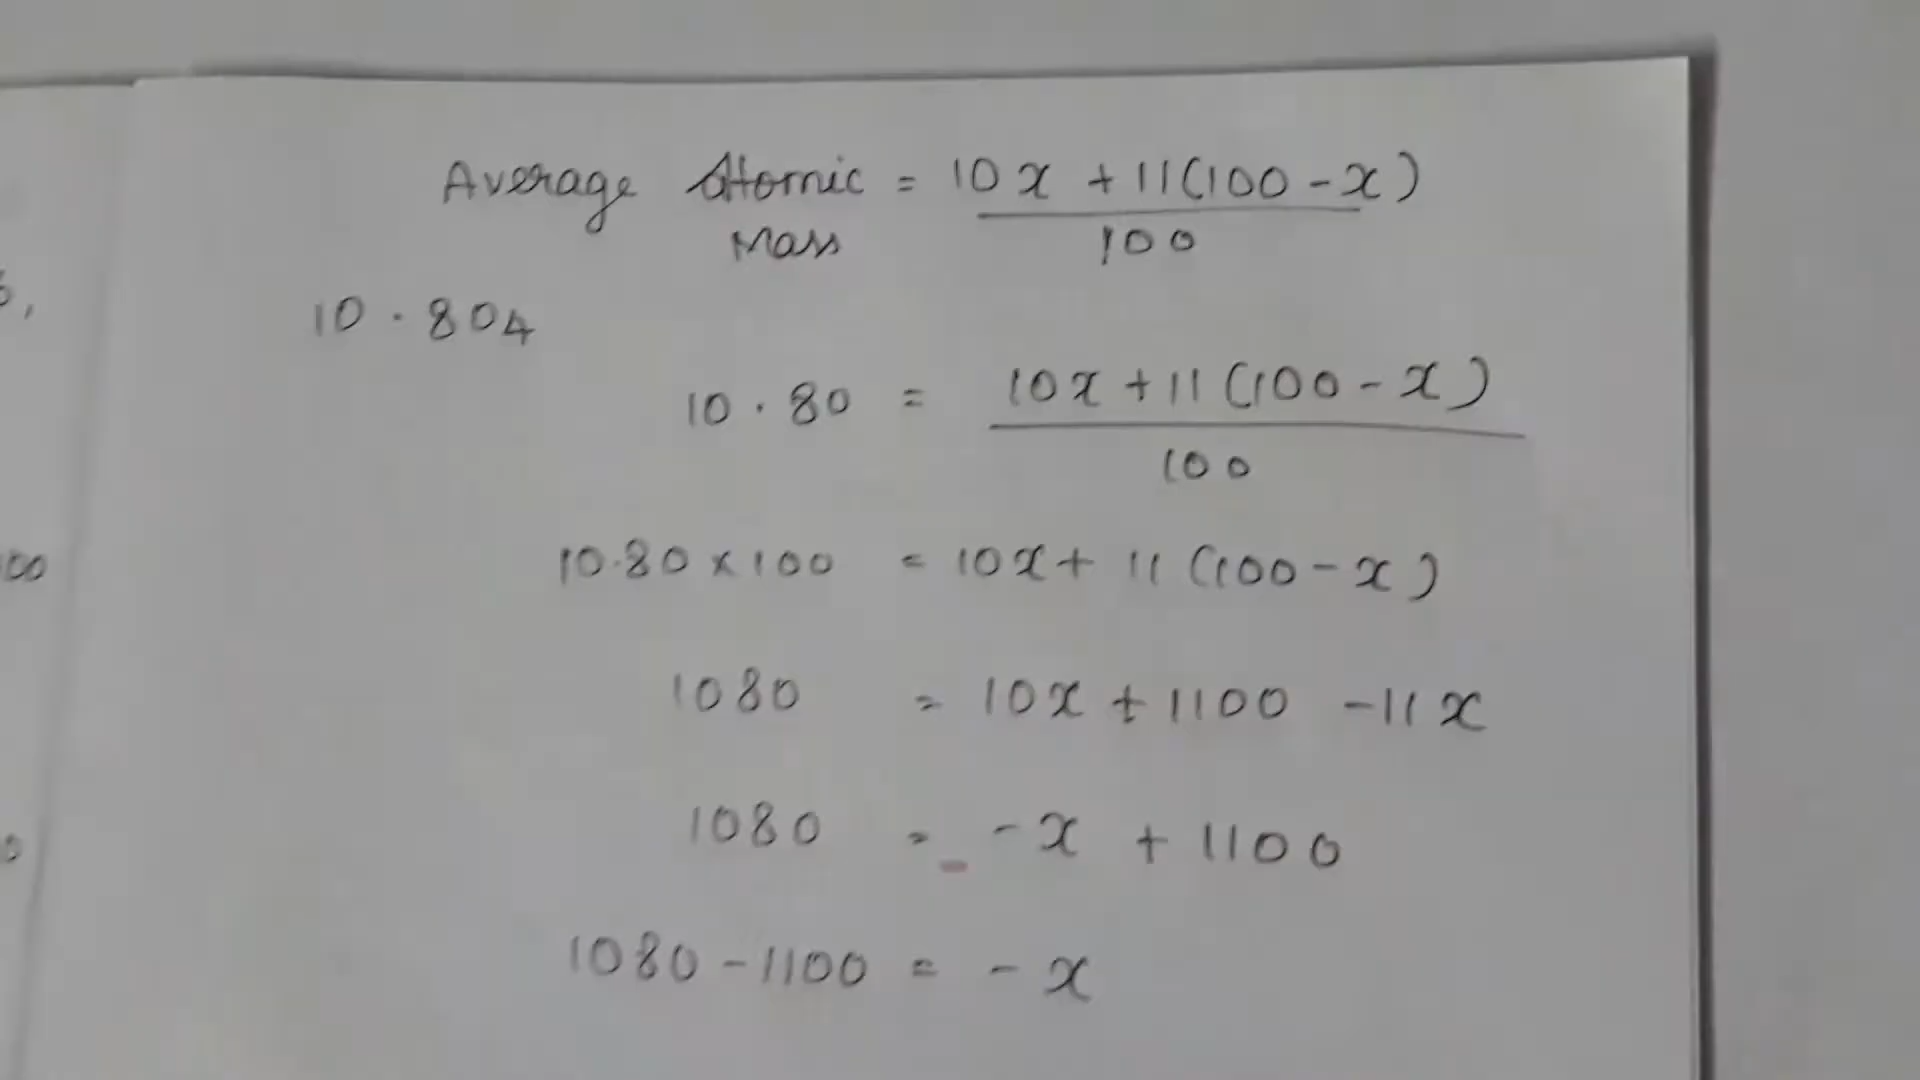 Average Atomic = 10x + 11(100 - x)
Mass 100
10.804
10.80 = 10x + 11(100 - x)
100
10.80 x 100 = 10x + 11(100 - x)
1080 = 10x + 1100 - 11x
1080 = - x + 1100
1080 - 1100 = - x